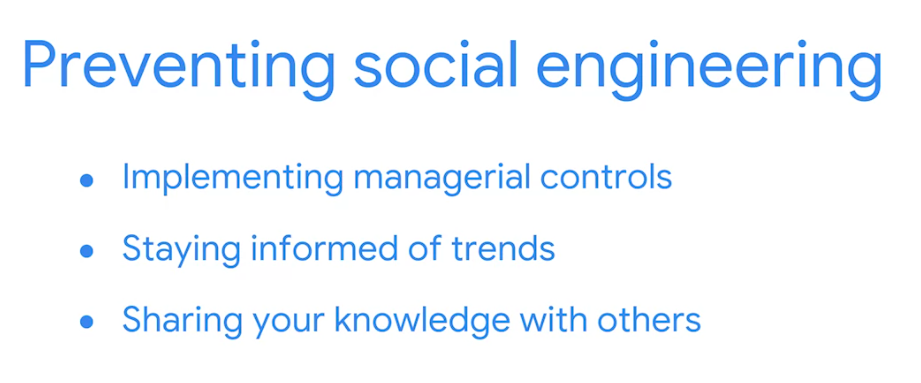 Preventing social engineering
• Implementing managerial controls
• Staying informed of trends
• Sharing your knowledge with others